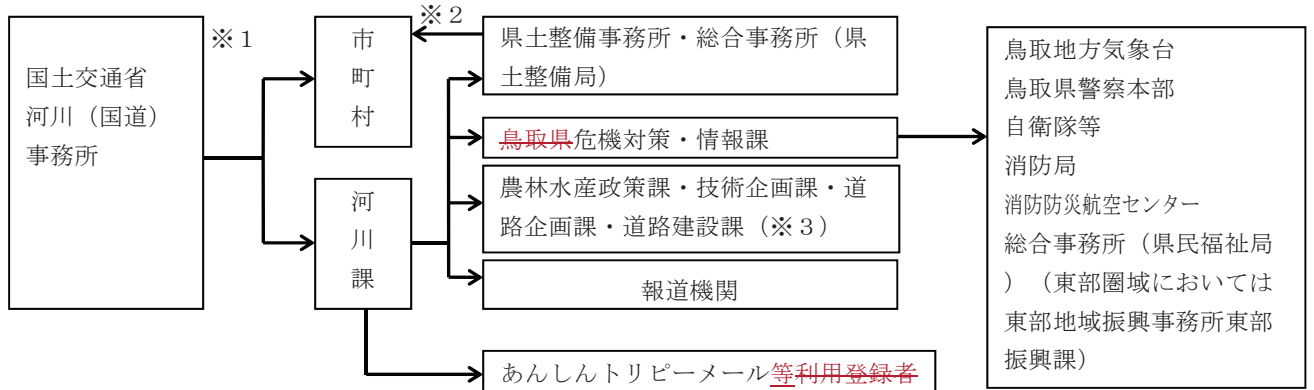 国土交通省
河川（国道）
事務所
※１
市
町
村
※２
河
川
課
県土整備事務所・総合事務所（県
土整備局）
鳥取県危機対策・情報課
農林水産政策課・技術企画課・道
路企画課・道路建設課（※３）
報道機関
あんしんトリピーメール等利用登録者
鳥取地方気象台
鳥取県警察本部
自衛隊等
消防局
消防防災航空センター
総合事務所（県民福祉局
）（東部圏域においては
東部地域振興事務所東部
振興課）